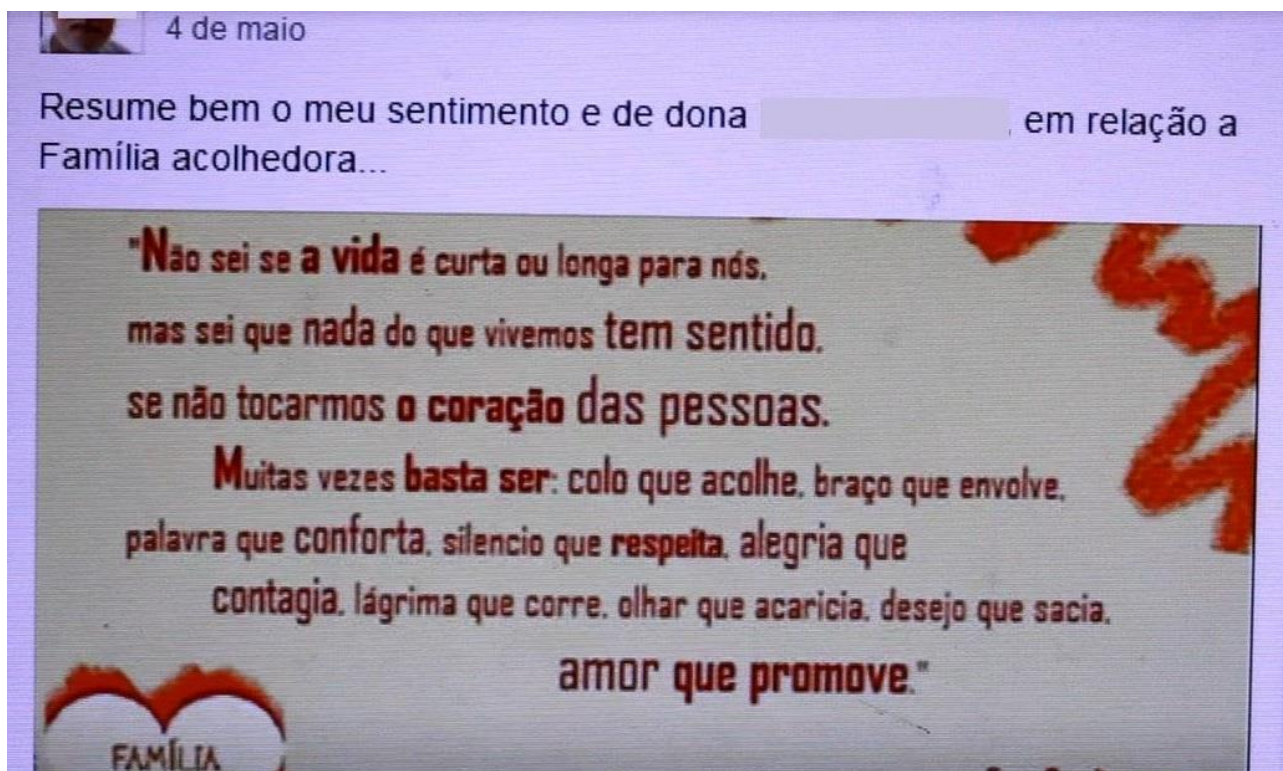 4 de maio
Resume bem o meu sentimento e de dona , em relação a
Família acolhedora...
"Não sei se a vida é curta ou longa para nós,
mas sei que nada do que vivemos tem sentido,
se não tocarmos o coração das pessoas.
Muitas vezes basta ser: colo que acolhe, braço que envolve,
palavra que conforta, silencio que respeita, alegria que
contagia, lágrima que corre, olhar que acaricia, desejo que sacia,
amor que promove."
FAMÍLIA